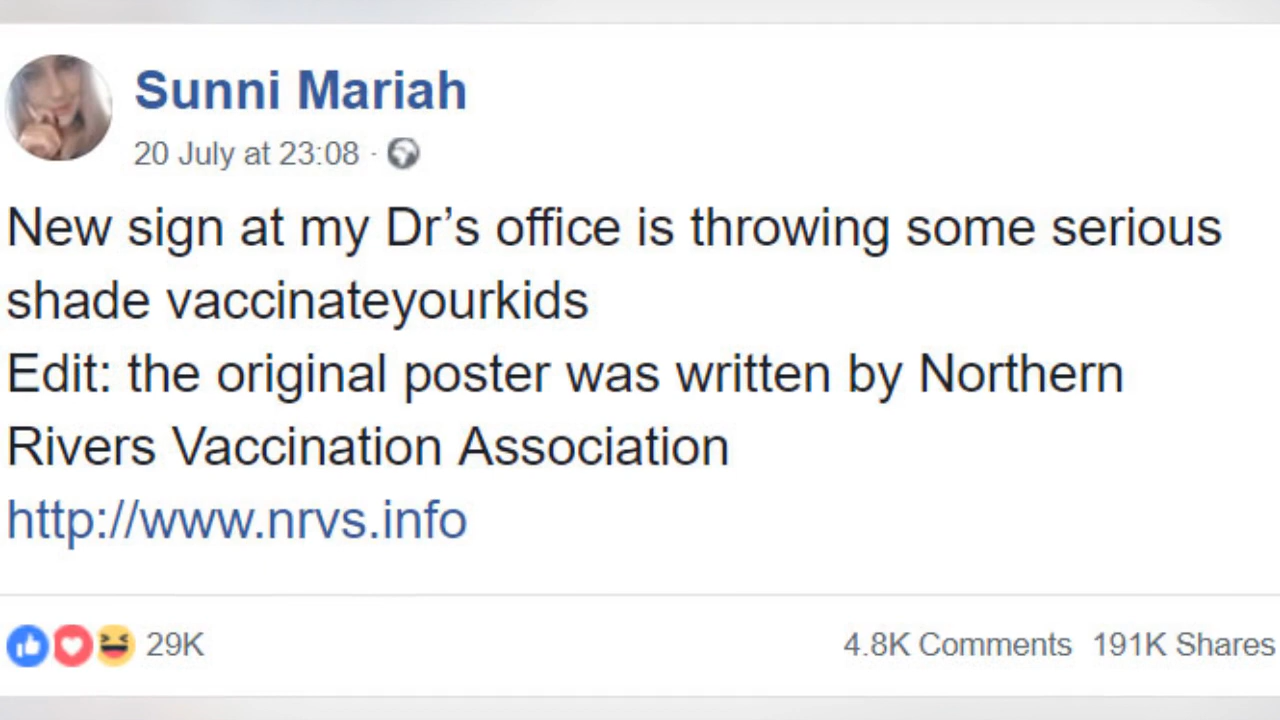 Sunni Mariah
20 July at 23:08 ·
New sign at my Dr’s office is throwing some serious
shade vaccinateyourkids
Edit: the original poster was written by Northern
Rivers Vaccination Association
http://www.nrvs.info
29K 4.8K Comments 191K Shares